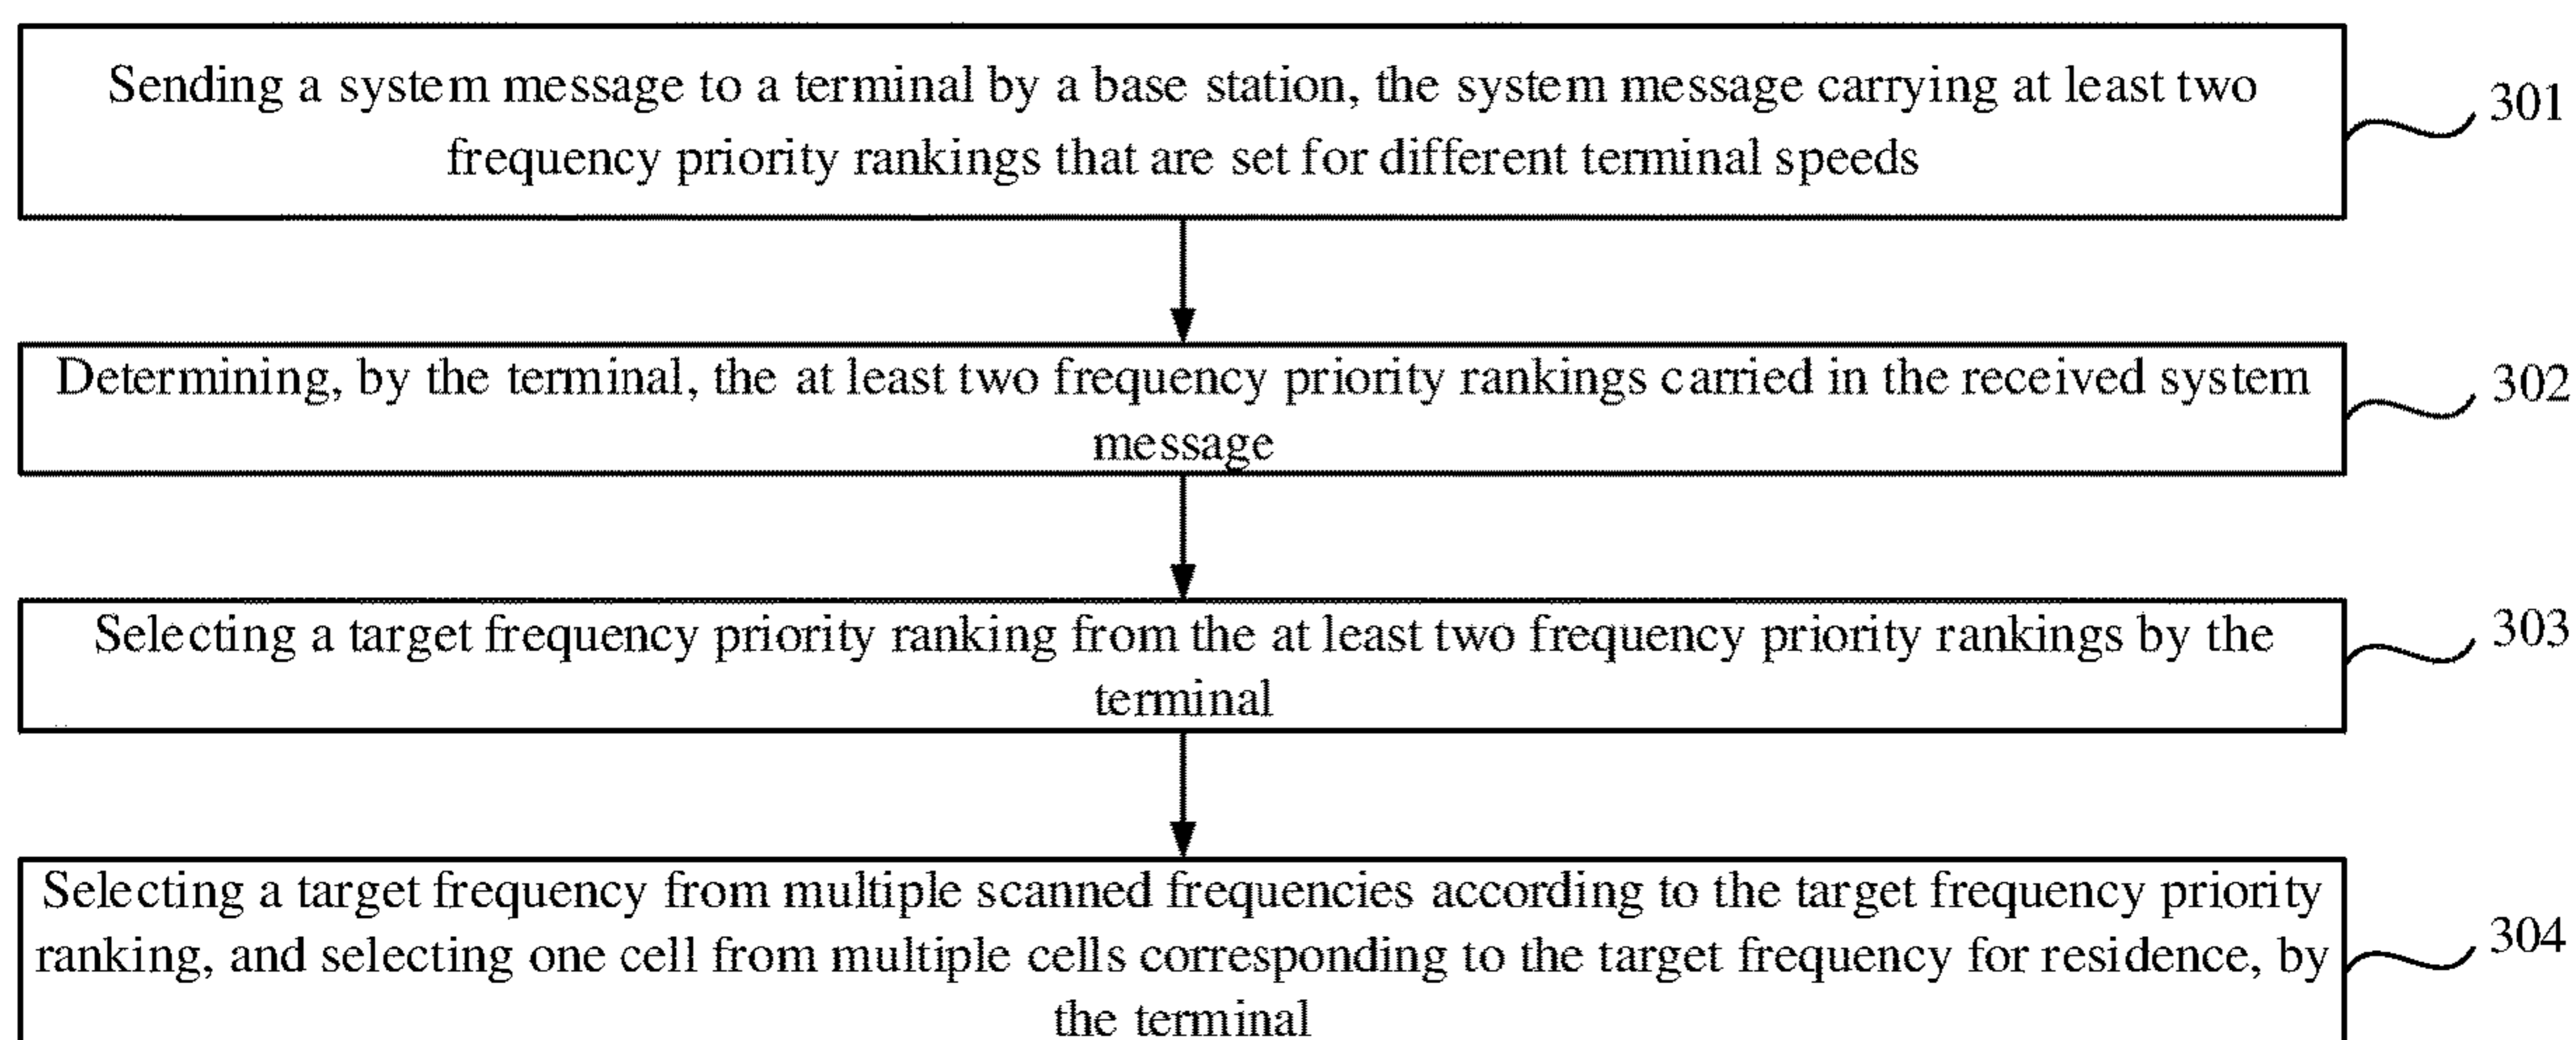 Sending a system message to a terminal by a base station, the system message carrying at least two
frequency priority rankings that are set for different terminal speeds
301
Determining, by the terminal, the at least two frequency priority rankings carried in the received system
message
302
Selecting a target frequency priority ranking from the at least two frequency priority rankings by the
terminal
303
Selecting a target frequency from multiple scanned frequencies according to the target frequency priority
ranking, and selecting one cell from multiple cells corresponding to the target frequency for residence, by
the terminal
304